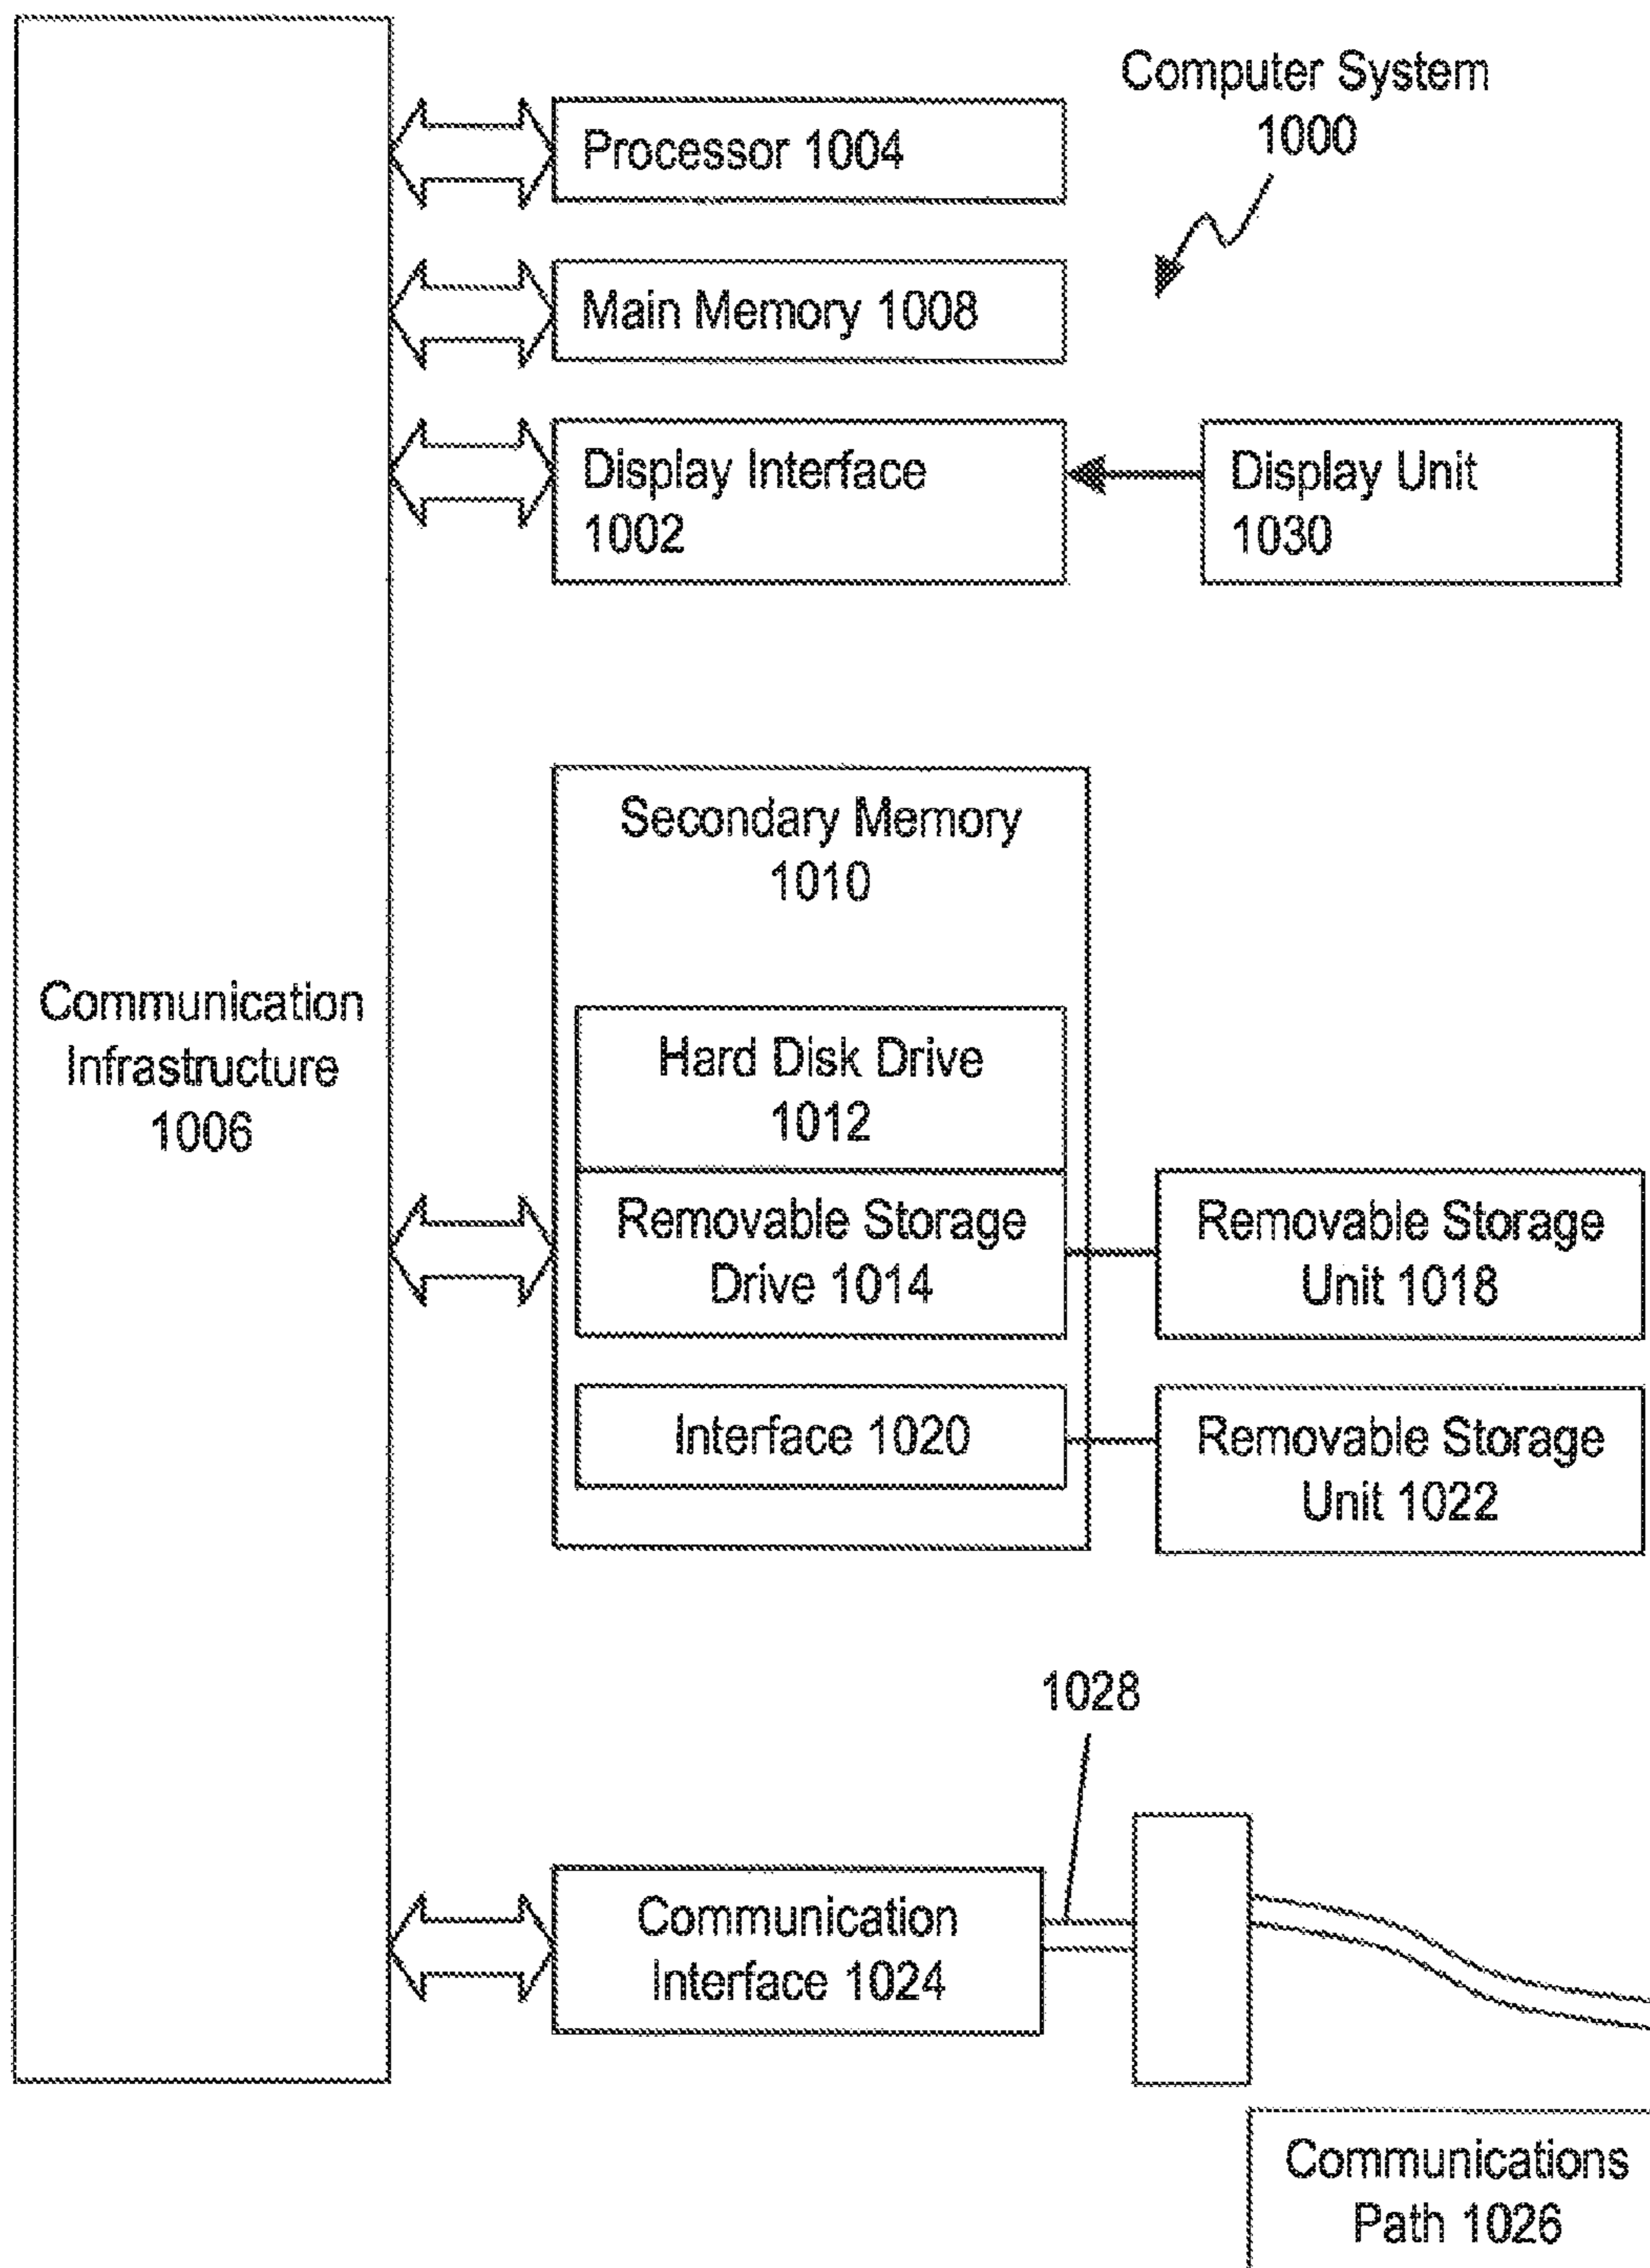 Computer System
1000
Processor 1004
Main Memory 1008
Display Interface
1002
Display Unit
1030
Secondary Memory
1010
Communication
Infrastructure
1006
Hard Disk Drive
1012
Removable Storage
Drive 1014
Removable Storage
Unit 1018
Interface 1020
Removable Storage
Unit 1022
1028
Communication
Interface 1024
Communications
Path 1026